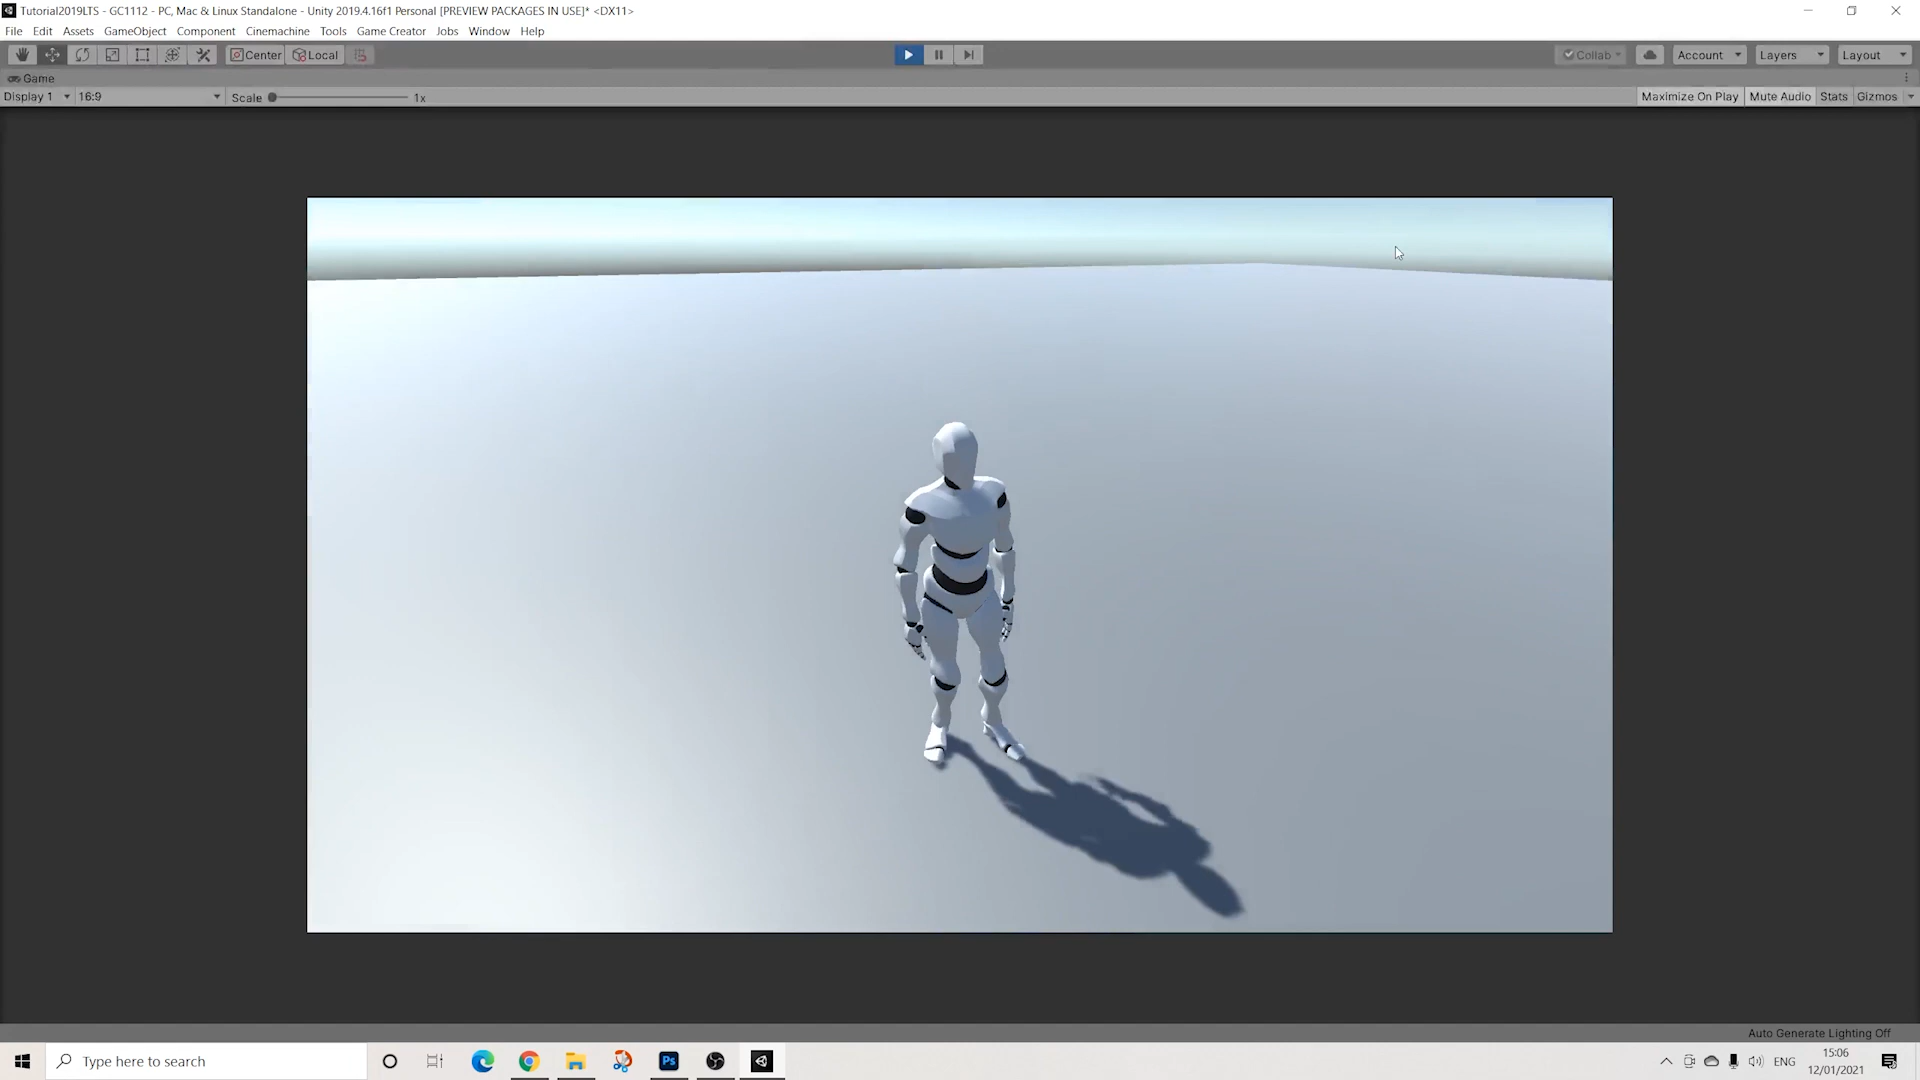 Tutorial2019LTS - GC1112 - PC, Mac & Linux Standalone - Unity 2019.4.16f1 Personal [PREVIEW PACKAGES IN USE]* <DX11>
File Edit Assets GameObject Component Cinemachine Tools Game Creator Jobs Window Help
Center Local Collab Account Layers Layout
Game
Display 1 16:9 Scale 1x Maximize On Play Mute Audio Stats Gizmos
Auto Generate Lighting Off
Type here to search Ps ENG 15:06
12/01/2021